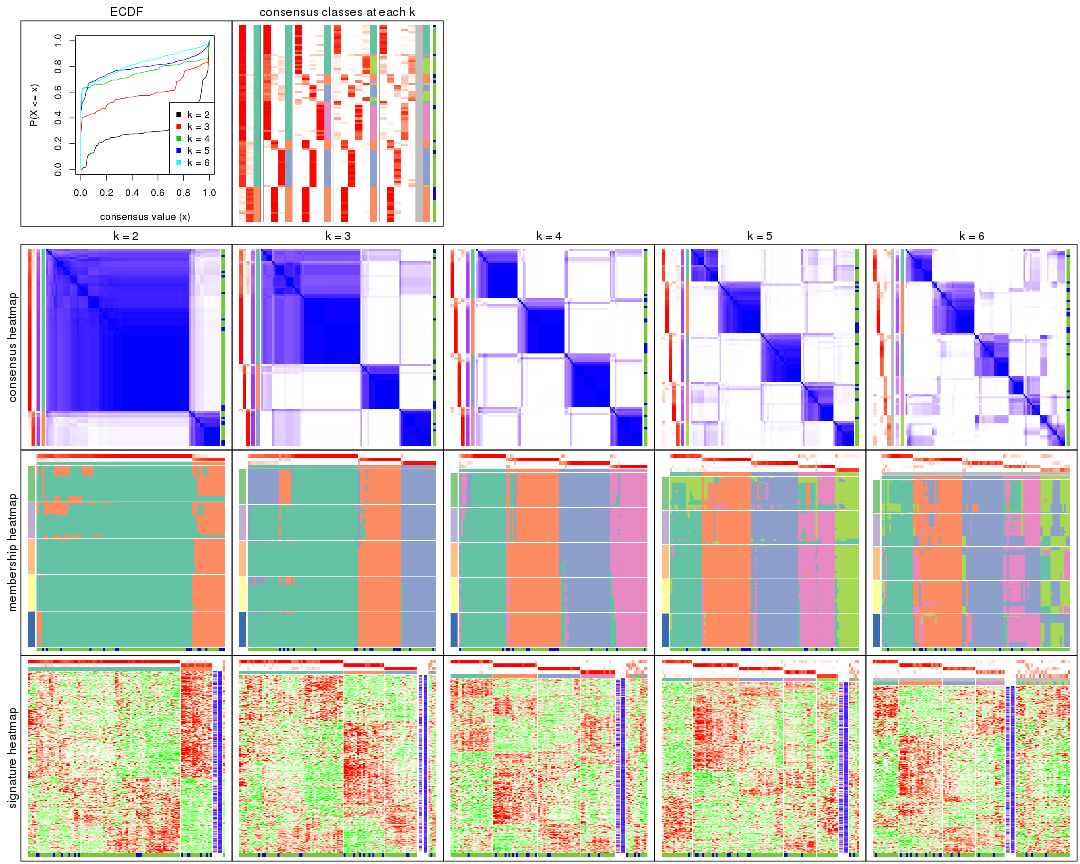 ECDF
consensus classes at each k
P(X <= x)
0.0 0.2 0.4 0.6 0.8 1.0
0.0 0.2 0.4 0.6 0.8 1.0
k = 2
k = 3
k = 4
k = 5
k = 6
consensus value (x)
k = 2
k = 3
k = 4
k = 5
k = 6
consensus heatmap
membership heatmap
signature heatmap